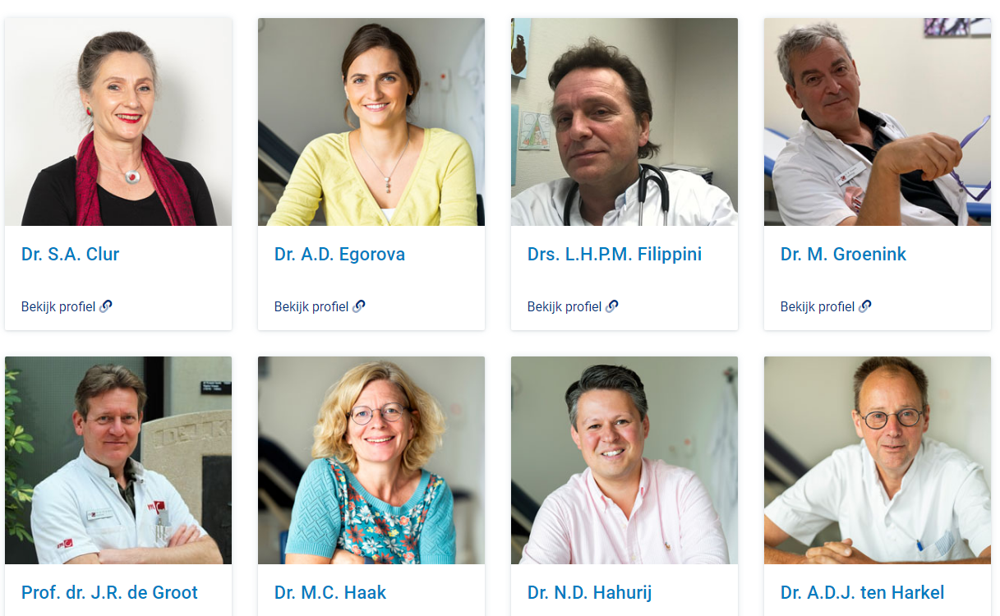 Dr. S.A. Clur
Dr. A.D. Egorova
Drs. L.H.P.M. Filippini
Dr. M. Groenink
Bekijk profiel
Bekijk profiel
Bekijk profiel
Bekijk profiel
Prof. dr. J.R. de Groot
Dr. M.C. Haak
Dr. N.D. Hahurij
Dr. A.D.J. ten Harkel